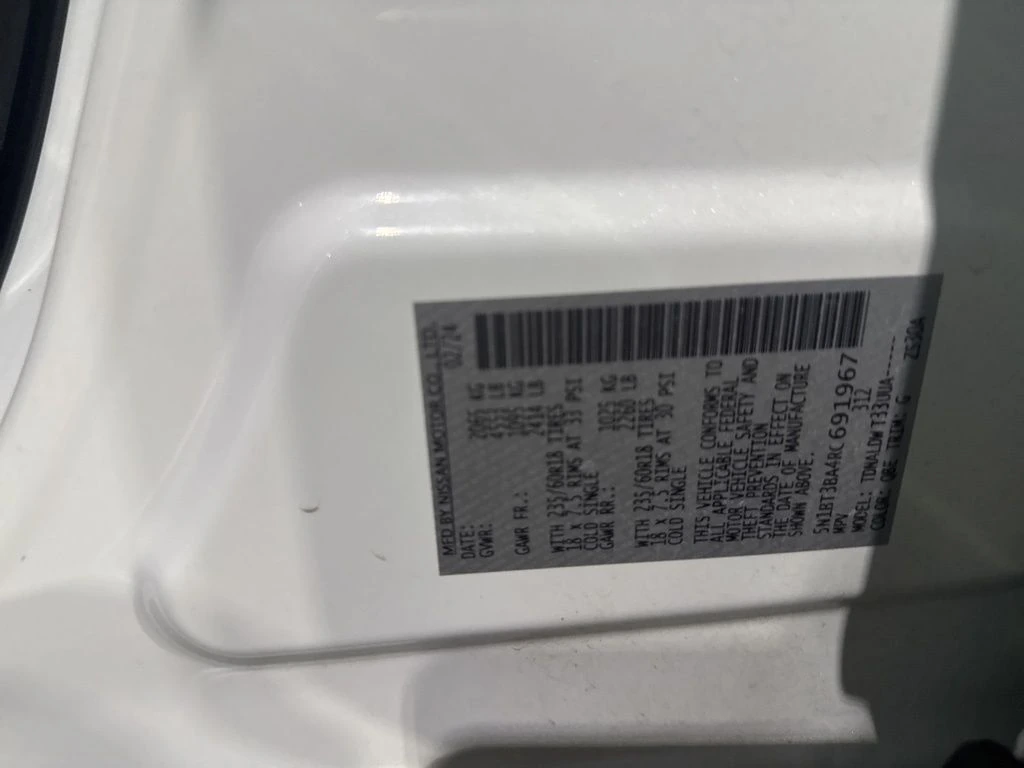 MFD BY NISSAN MOTOR CO., LTD.
DATE: 02/24
GVWR: 2066 KG
4553 LB
GAWR FR.: 1095 KG
2414 LB
WITH 235/60R18 TIRES
18 X 7.5 RIMS AT 33 PSI
COLD SINGLE
GAWR RR.: 1025 KG
2260 LB
WITH 235/60R18 TIRES
18 X 7.5 RIMS AT 30 PSI
COLD SINGLE
THIS VEHICLE CONFORMS TO
ALL APPLICABLE FEDERAL
MOTOR VEHICLE SAFETY AND
THEFT PREVENTION
STANDARDS IN EFFECT ON
THE DATE OF MANUFACTURE
SHOWN ABOVE.
5N1BT3BA4RC691967
MPV 312
MODEL: TDNALDWT33UUA------
COLOR: QBE TRIM: G Z530A